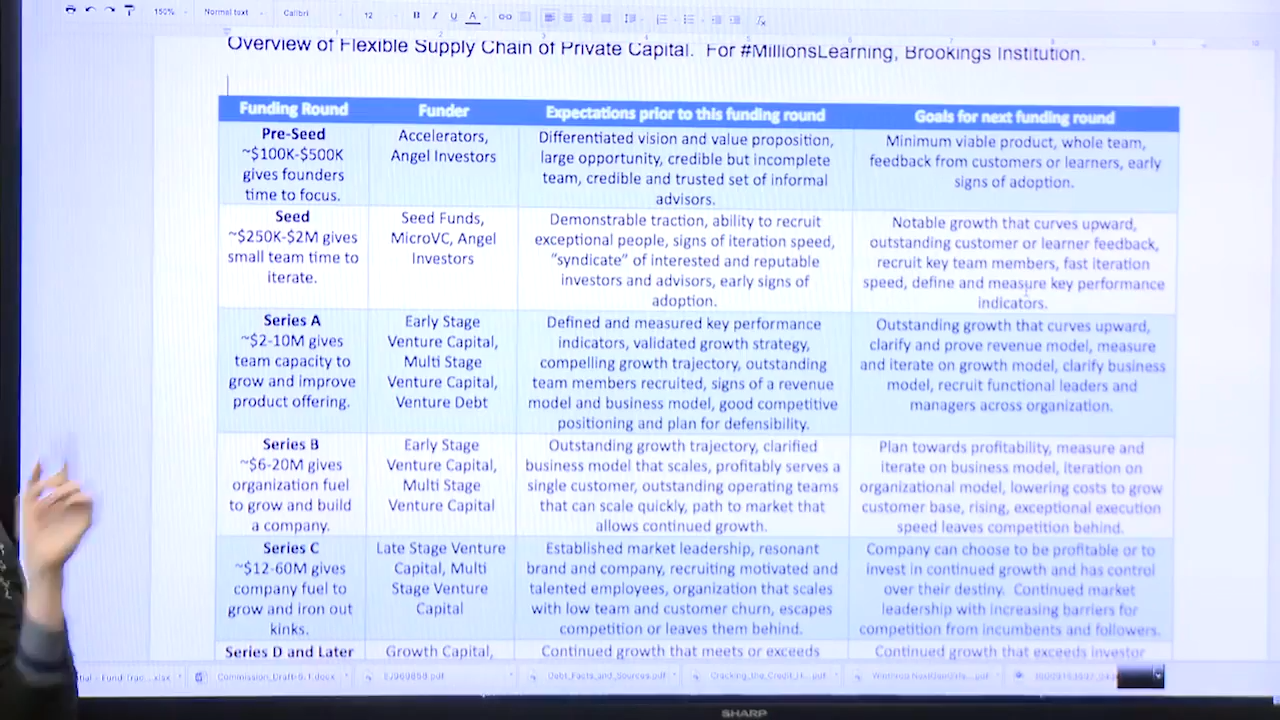 150%
Normal text
Calibri
12
B I U A
Overview of Flexible Supply Chain of Private Capital. For #MillionsLearning, Brookings Institution.
Funding Round
Funder
Expectations prior to this funding round
Goals for next funding round
Pre-Seed
~$100K-$500K
gives founders
time to focus.
Accelerators,
Angel Investors
Differentiated vision and value proposition,
large opportunity, credible but incomplete
team, credible and trusted set of informal
advisors.
Minimum viable product, whole team,
feedback from customers or learners, early
signs of adoption.
Seed
~$250K-$2M gives
small team time to
iterate.
Seed Funds,
MicroVC, Angel
Investors
Demonstrable traction, ability to recruit
exceptional people, signs of iteration speed,
“syndicate” of interested and reputable
investors and advisors, early signs of
adoption.
Notable growth that curves upward,
outstanding customer or learner feedback,
recruit key team members, fast iteration
speed, define and measure key performance
indicators.
Series A
~$2-10M gives
team capacity to
grow and improve
product offering.
Early Stage
Venture Capital,
Multi Stage
Venture Capital,
Venture Debt
Defined and measured key performance
indicators, validated growth strategy,
compelling growth trajectory, outstanding
team members recruited, signs of a revenue
model and business model, good competitive
positioning and plan for defensibility.
Outstanding growth that curves upward,
clarify and prove revenue model, measure
and iterate on growth model, clarify business
model, recruit functional leaders and
managers across organization.
Series B
~$6-20M gives
organization fuel
to grow and build
a company.
Early Stage
Venture Capital,
Multi Stage
Venture Capital
Outstanding growth trajectory, clarified
business model that scales, profitably serves a
single customer, outstanding operating teams
that can scale quickly, path to market that
allows continued growth.
Plan towards profitability, measure and
iterate on business model, iteration on
organizational model, lowering costs to grow
customer base, rising, exceptional execution
speed leaves competition behind.
Series C
~$12-60M gives
company fuel to
grow and iron out
kinks.
Late Stage Venture
Capital, Multi
Stage Venture
Capital
Established market leadership, resonant
brand and company, recruiting motivated and
talented employees, organization that scales
with low team and customer churn, escapes
competition or leaves them behind.
Company can choose to be profitable or to
invest in continued growth and has control
over their destiny. Continued market
leadership with increasing barriers for
competition from incumbents and followers.
Series D and Later
Growth Capital,
Continued growth that meets or exceeds
Continued growth that exceeds investor
Debt_Facts_and_Sources.pdf
SHARP